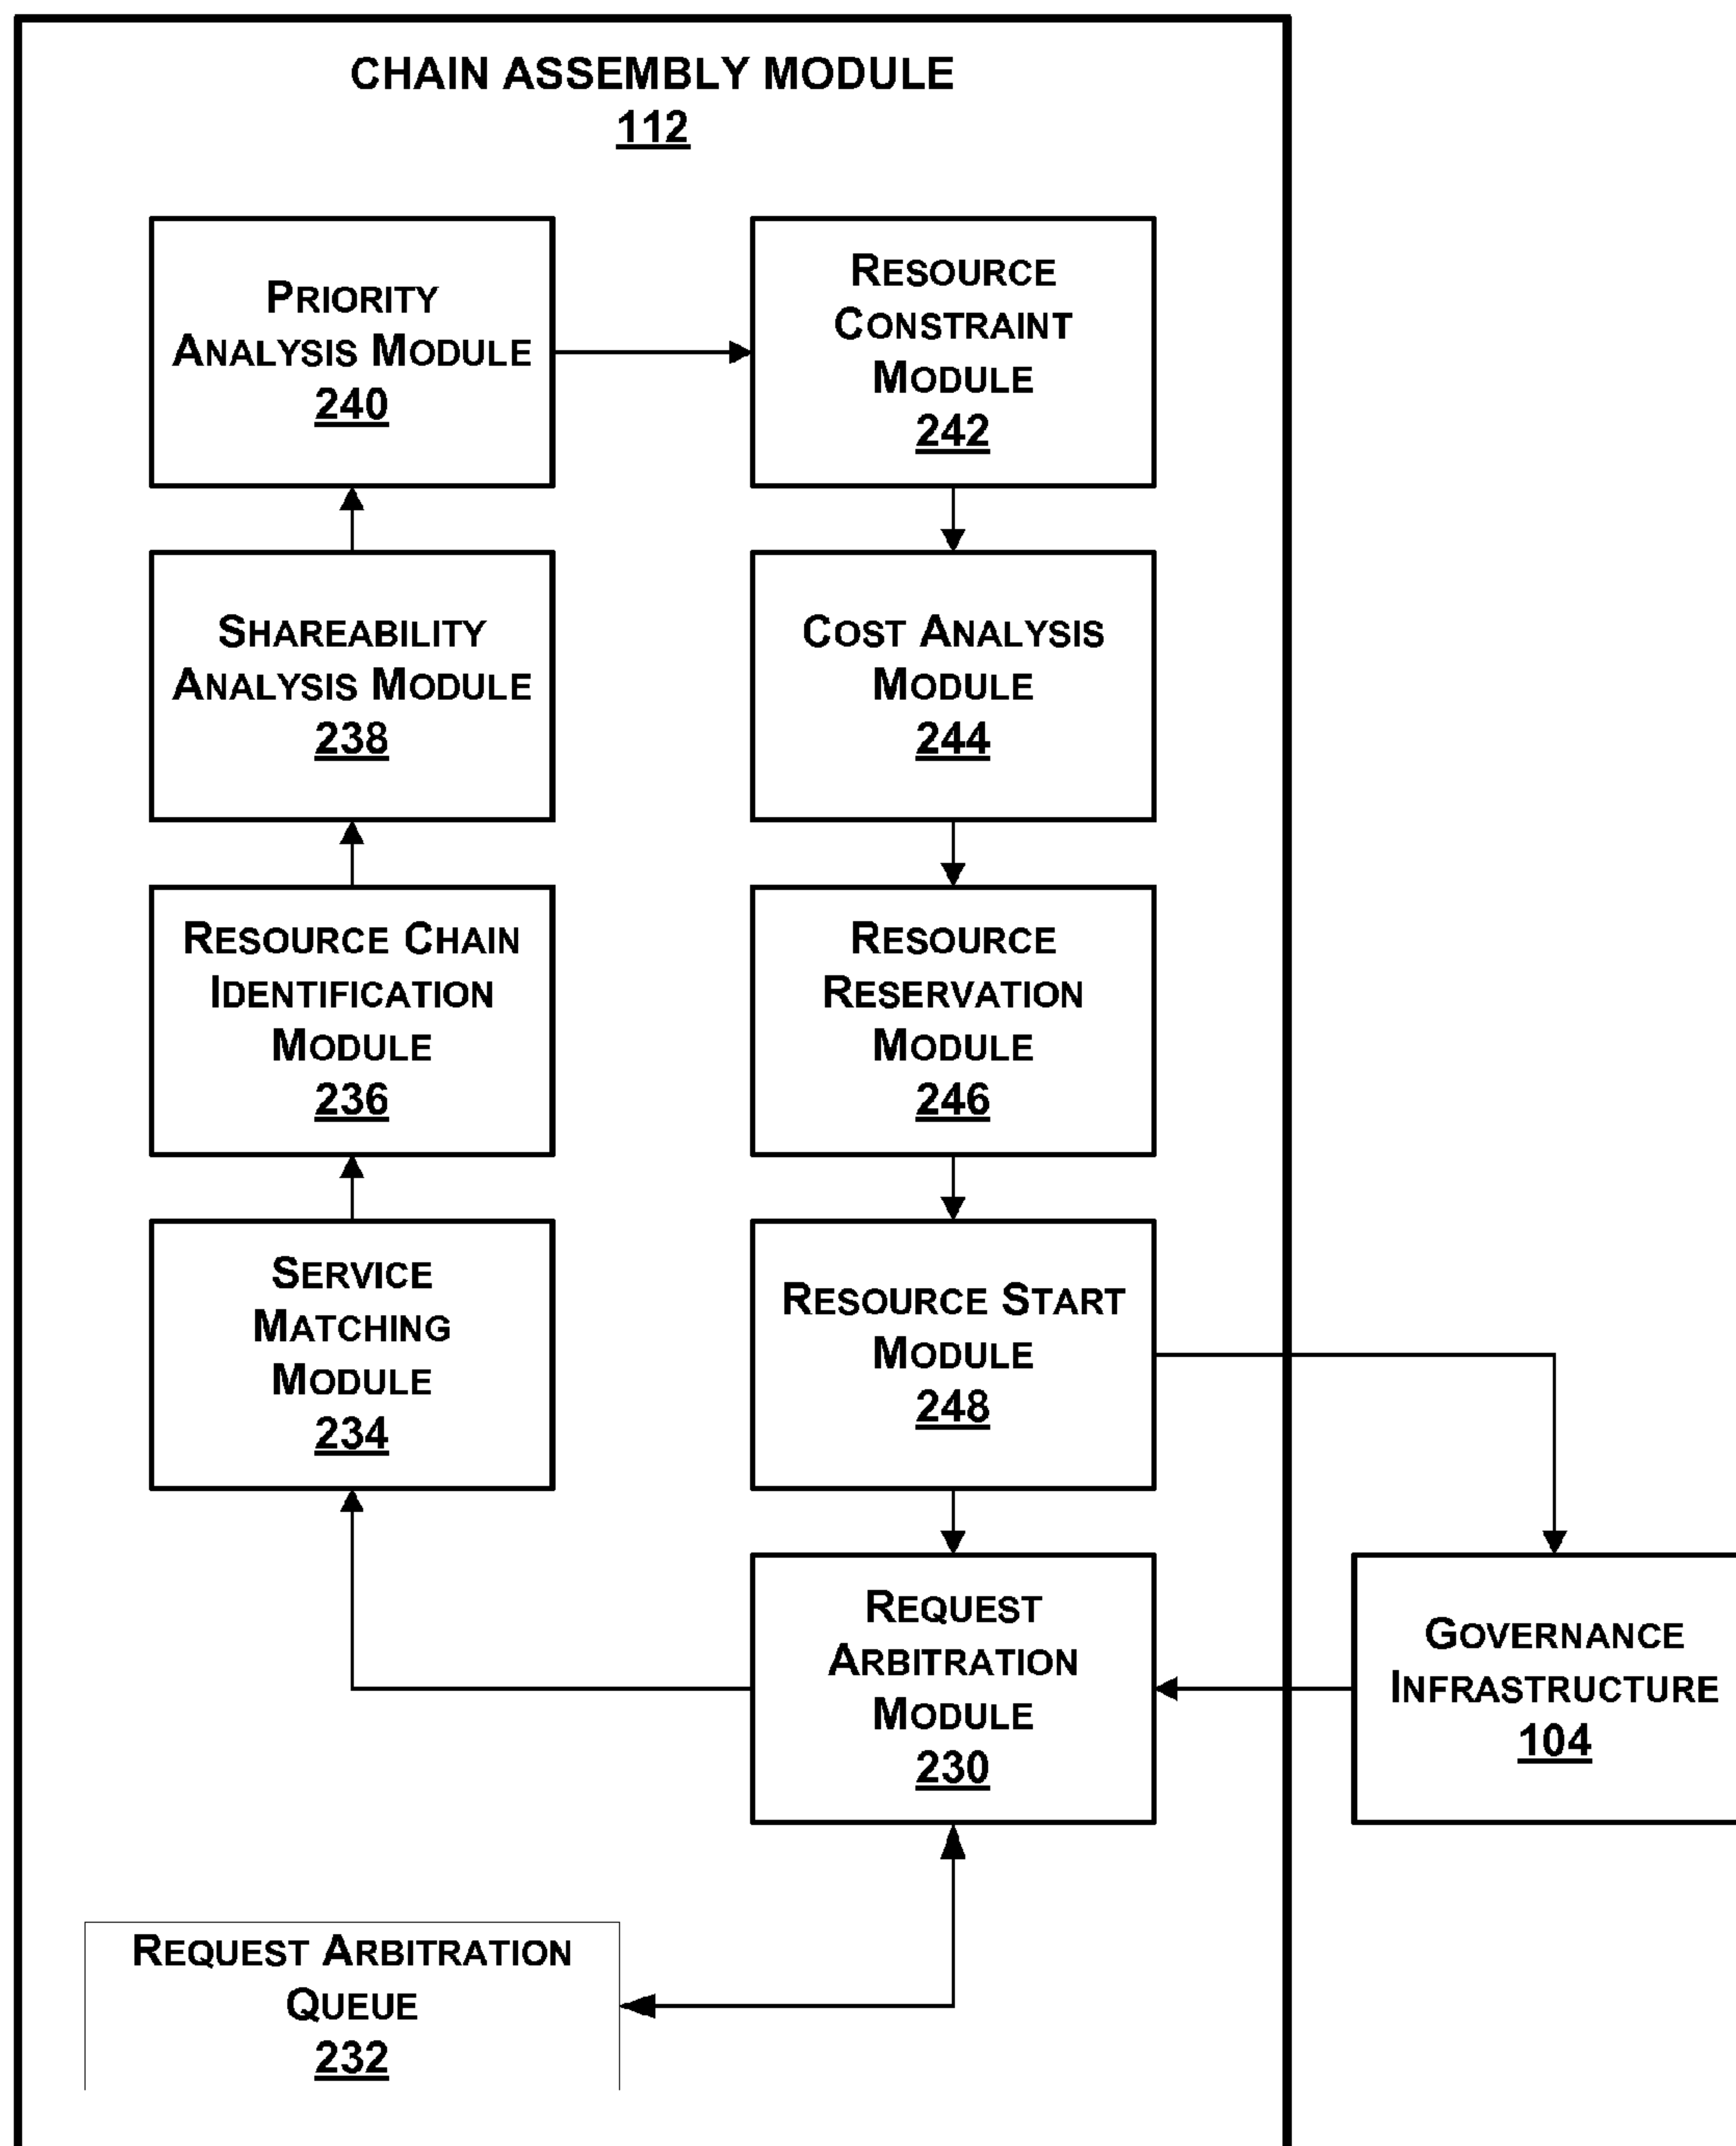 CHAIN ASSEMBLY MODULE
112
PRIORITY
ANALYSIS MODULE
240
RESOURCE
CONSTRAINT
MODULE
242
SHAREABILITY
ANALYSIS MODULE
238
COST ANALYSIS
MODULE
244
RESOURCE CHAIN
IDENTIFICATION
MODULE
236
RESOURCE
RESERVATION
MODULE
246
SERVICE
MATCHING
MODULE
234
RESOURCE START
MODULE
248
REQUEST
ARBITRATION
MODULE
230
GOVERNANCE
INFRASTRUCTURE
104
REQUEST ARBITRATION
QUEUE
232